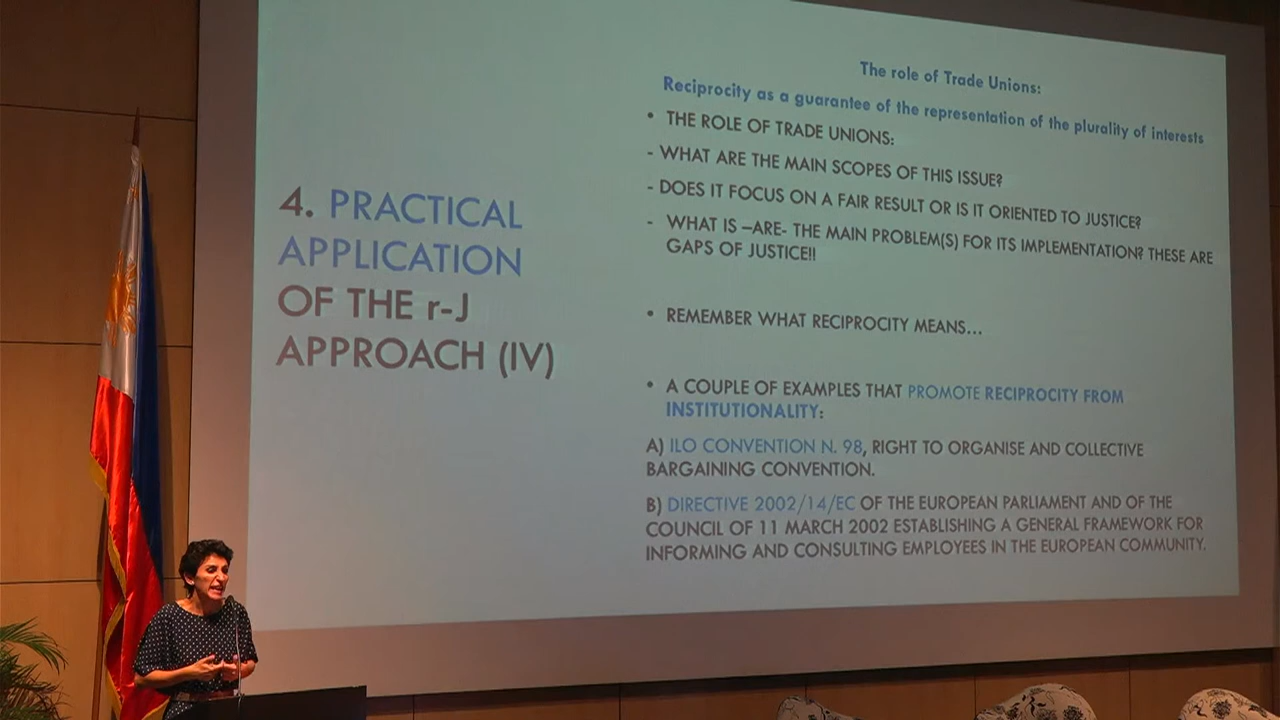 4. PRACTICAL
APPLICATION
OF THE r-J
APPROACH (IV)
The role of Trade Unions:
Reciprocity as a guarantee of the representation of the plurality of interests
• THE ROLE OF TRADE UNIONS:
- WHAT ARE THE MAIN SCOPES OF THIS ISSUE?
- DOES IT FOCUS ON A FAIR RESULT OR IS IT ORIENTED TO JUSTICE?
- WHAT IS –ARE- THE MAIN PROBLEM(S) FOR ITS IMPLEMENTATION? THESE ARE
GAPS OF JUSTICE!!
• REMEMBER WHAT RECIPROCITY MEANS...
• A COUPLE OF EXAMPLES THAT PROMOTE RECIPROCITY FROM
INSTITUTIONALITY:
A) ILO CONVENTION N. 98, RIGHT TO ORGANISE AND COLLECTIVE
BARGAINING CONVENTION.
B) DIRECTIVE 2002/14/EC OF THE EUROPEAN PARLIAMENT AND OF THE
COUNCIL OF 11 MARCH 2002 ESTABLISHING A GENERAL FRAMEWORK FOR
INFORMING AND CONSULTING EMPLOYEES IN THE EUROPEAN COMMUNITY.